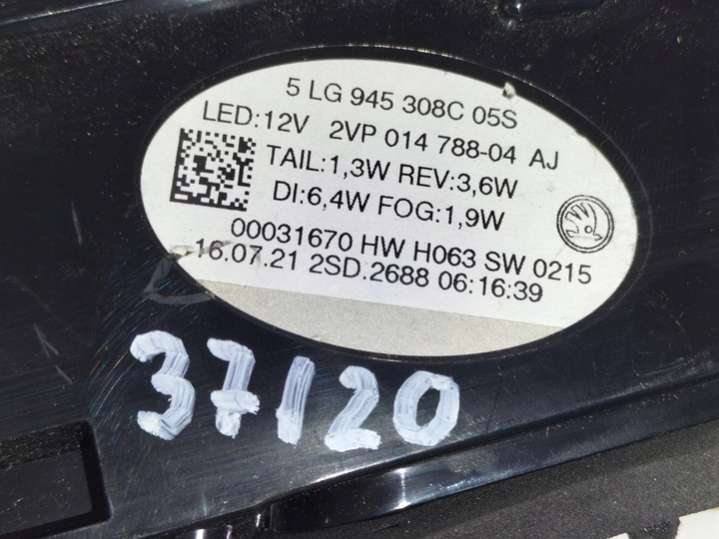 5 LG 945 308C 05S
LED:12V 2VP 014 788-04 AJ
TAIL:1,3W REV:3,6W
DI:6,4W FOG:1,9W
00031670 HW H063 SW 0215
16.07.21 2SD.2688 06:16:39
37120